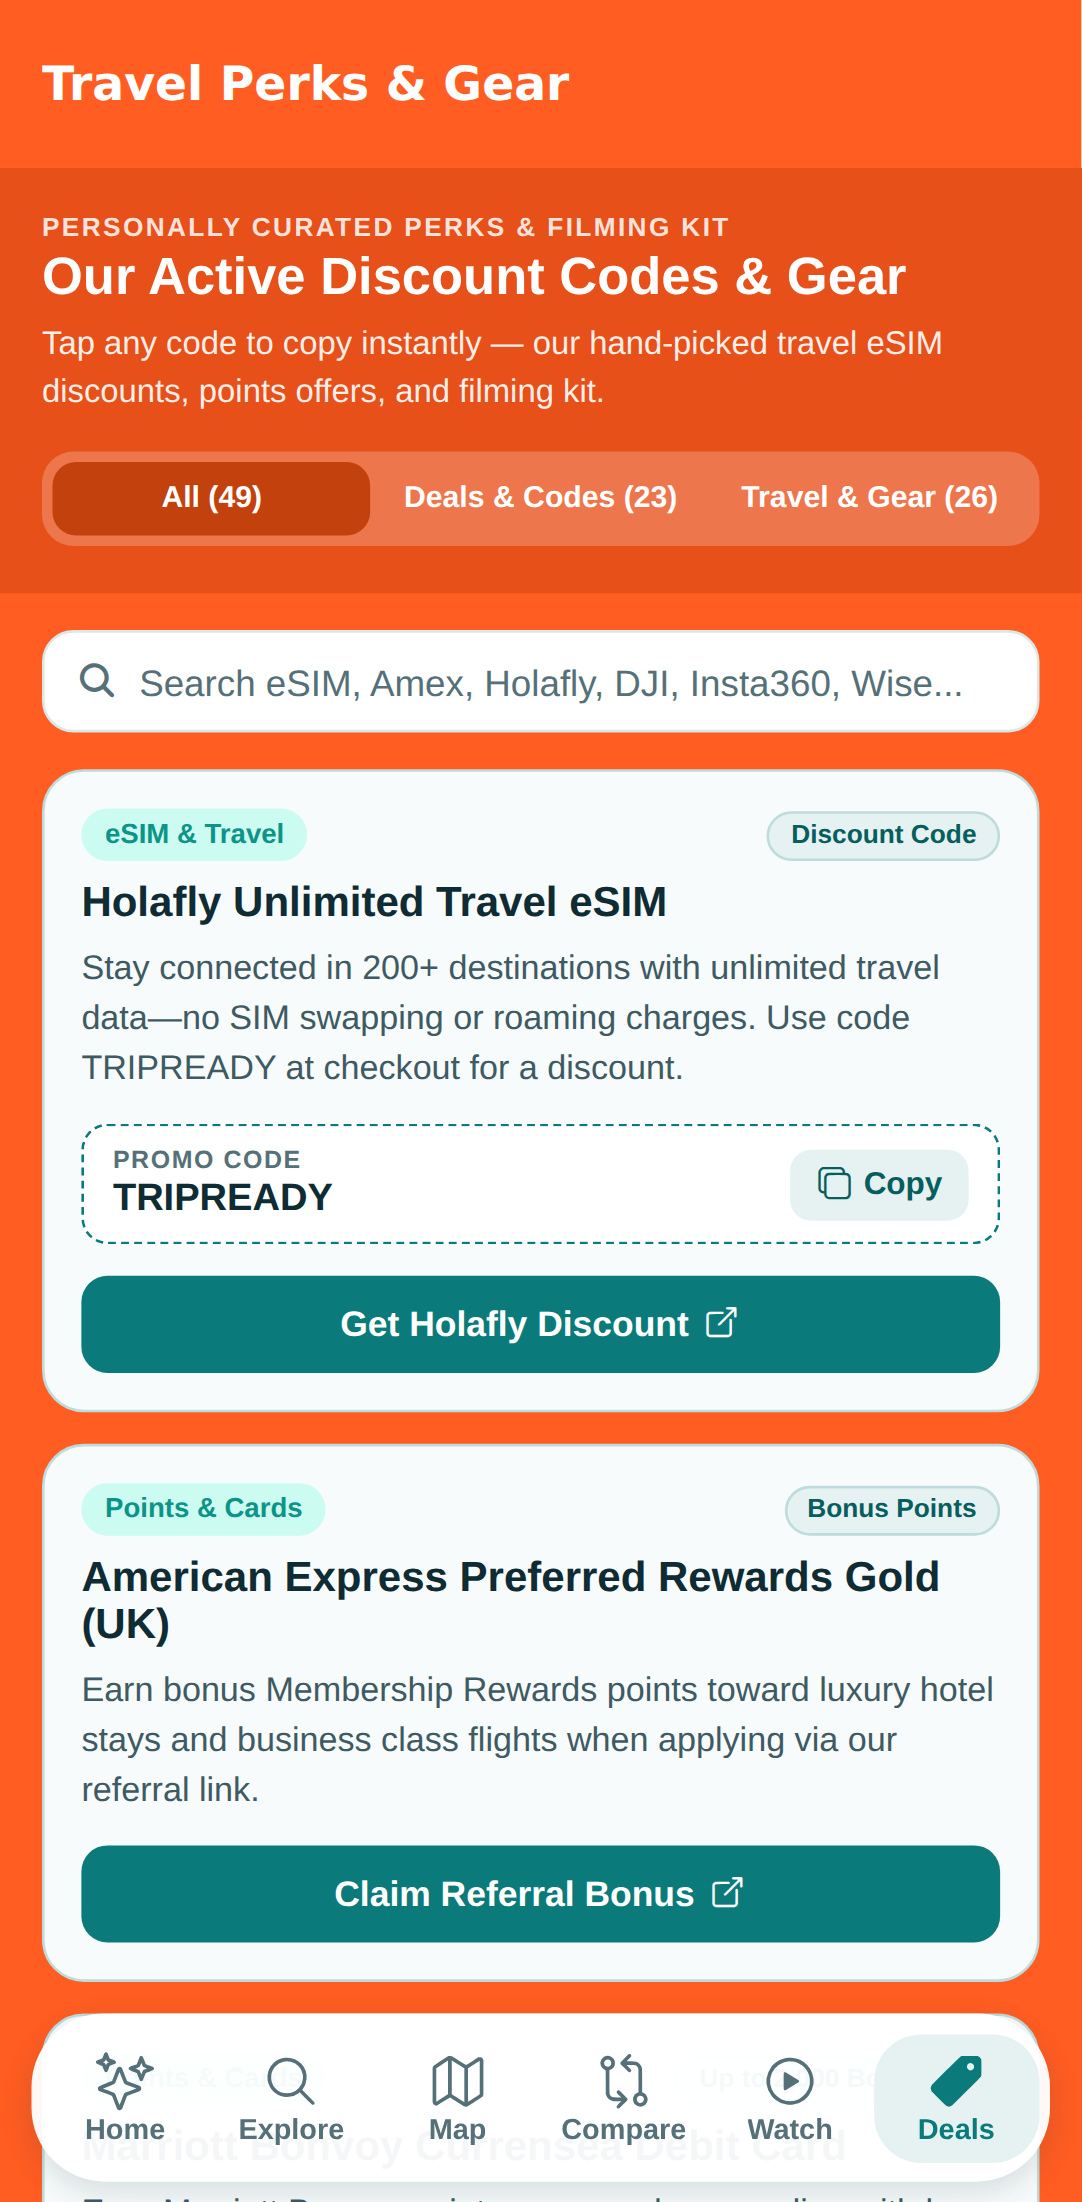 Travel Perks & Gear
PERSONALLY CURATED PERKS & FILMING KIT
Our Active Discount Codes & Gear
Tap any code to copy instantly — our hand-picked travel eSIM
discounts, points offers, and filming kit.
All (49)
Deals & Codes (23)
Travel & Gear (26)
Search eSIM, Amex, Holafly, DJI, Insta360, Wise...
eSIM & Travel
Discount Code
Holafly Unlimited Travel eSIM
Stay connected in 200+ destinations with unlimited travel
data—no SIM swapping or roaming charges. Use code
TRIPREADY at checkout for a discount.
PROMO CODE
TRIPREADY
Copy
Get Holafly Discount
Points & Cards
Bonus Points
American Express Preferred Rewards Gold
(UK)
Earn bonus Membership Rewards points toward luxury hotel
stays and business class flights when applying via our
referral link.
Claim Referral Bonus
Home
Explore
Map
Compare
Watch
Deals
Marriott Bonvoy Currensea Debit Card